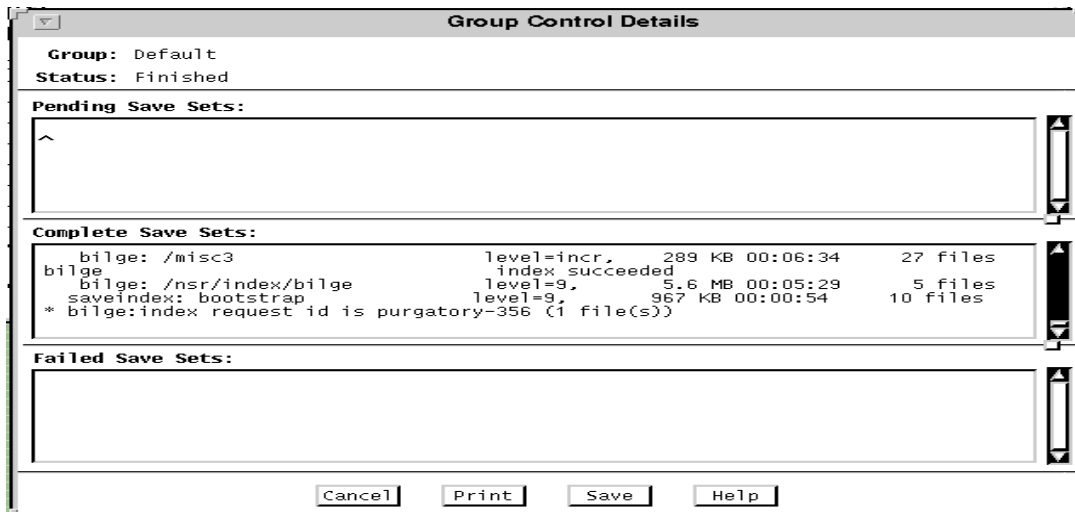 Group Control Details
Group: Default
Status: Finished
Pending Save Sets:
^
Complete Save Sets:
bilge: /misc3 level=incr, 289 KB 00:06:34 27 files
bilge index succeeded
bilge: /nsr/index/bilge level=9, 5.6 MB 00:05:29 5 files
saveindex: bootstrap level=9, 967 KB 00:00:54 10 files
* bilge:index request id is purgatory-356 (1 file(s))
Failed Save Sets:
Cancel Print Save Help